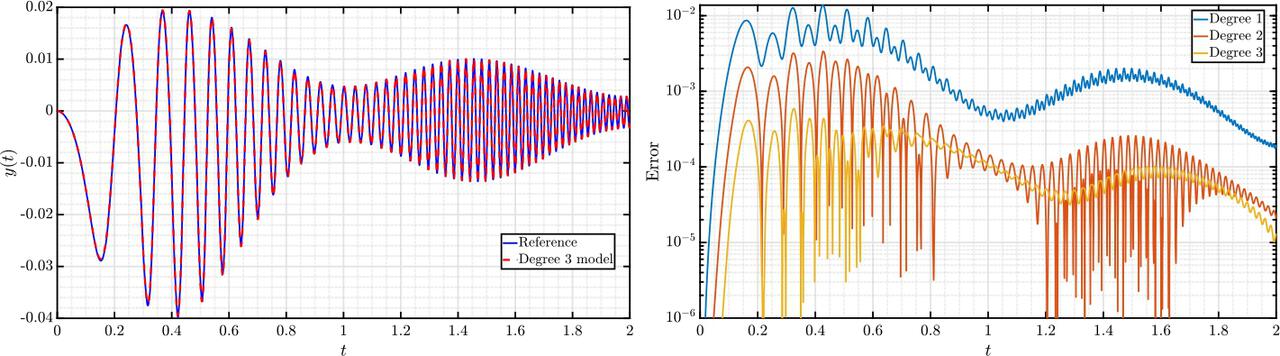 0.02
0.01
0
-0.01
-0.02
-0.03
-0.04
y(t)
0 0.2 0.4 0.6 0.8 1 1.2 1.4 1.6 1.8 2
t
Reference
Degree 3 model
10⁻²
10⁻³
10⁻⁴
10⁻⁵
10⁻⁶
Error
0 0.2 0.4 0.6 0.8 1 1.2 1.4 1.6 1.8 2
t
Degree 1
Degree 2
Degree 3